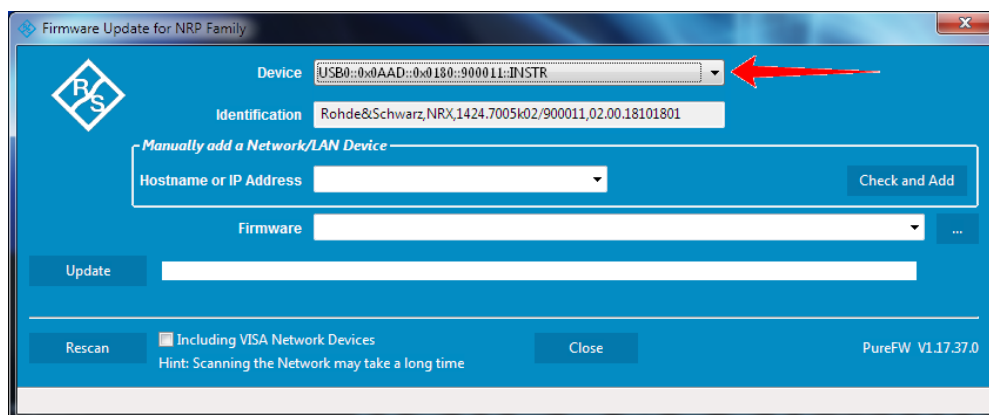 Firmware Update for NRP Family
R&S
Device USB0::0x0AAD::0x0180::900011::INSTR
Identification Rohde&Schwarz,NRX,1424.7005k02/900011,02.00.18101801
Manually add a Network/LAN Device
Hostname or IP Address Check and Add
Firmware ...
Update
Rescan Including VISA Network Devices Close PureFW V1.17.37.0
Hint: Scanning the Network may take a long time